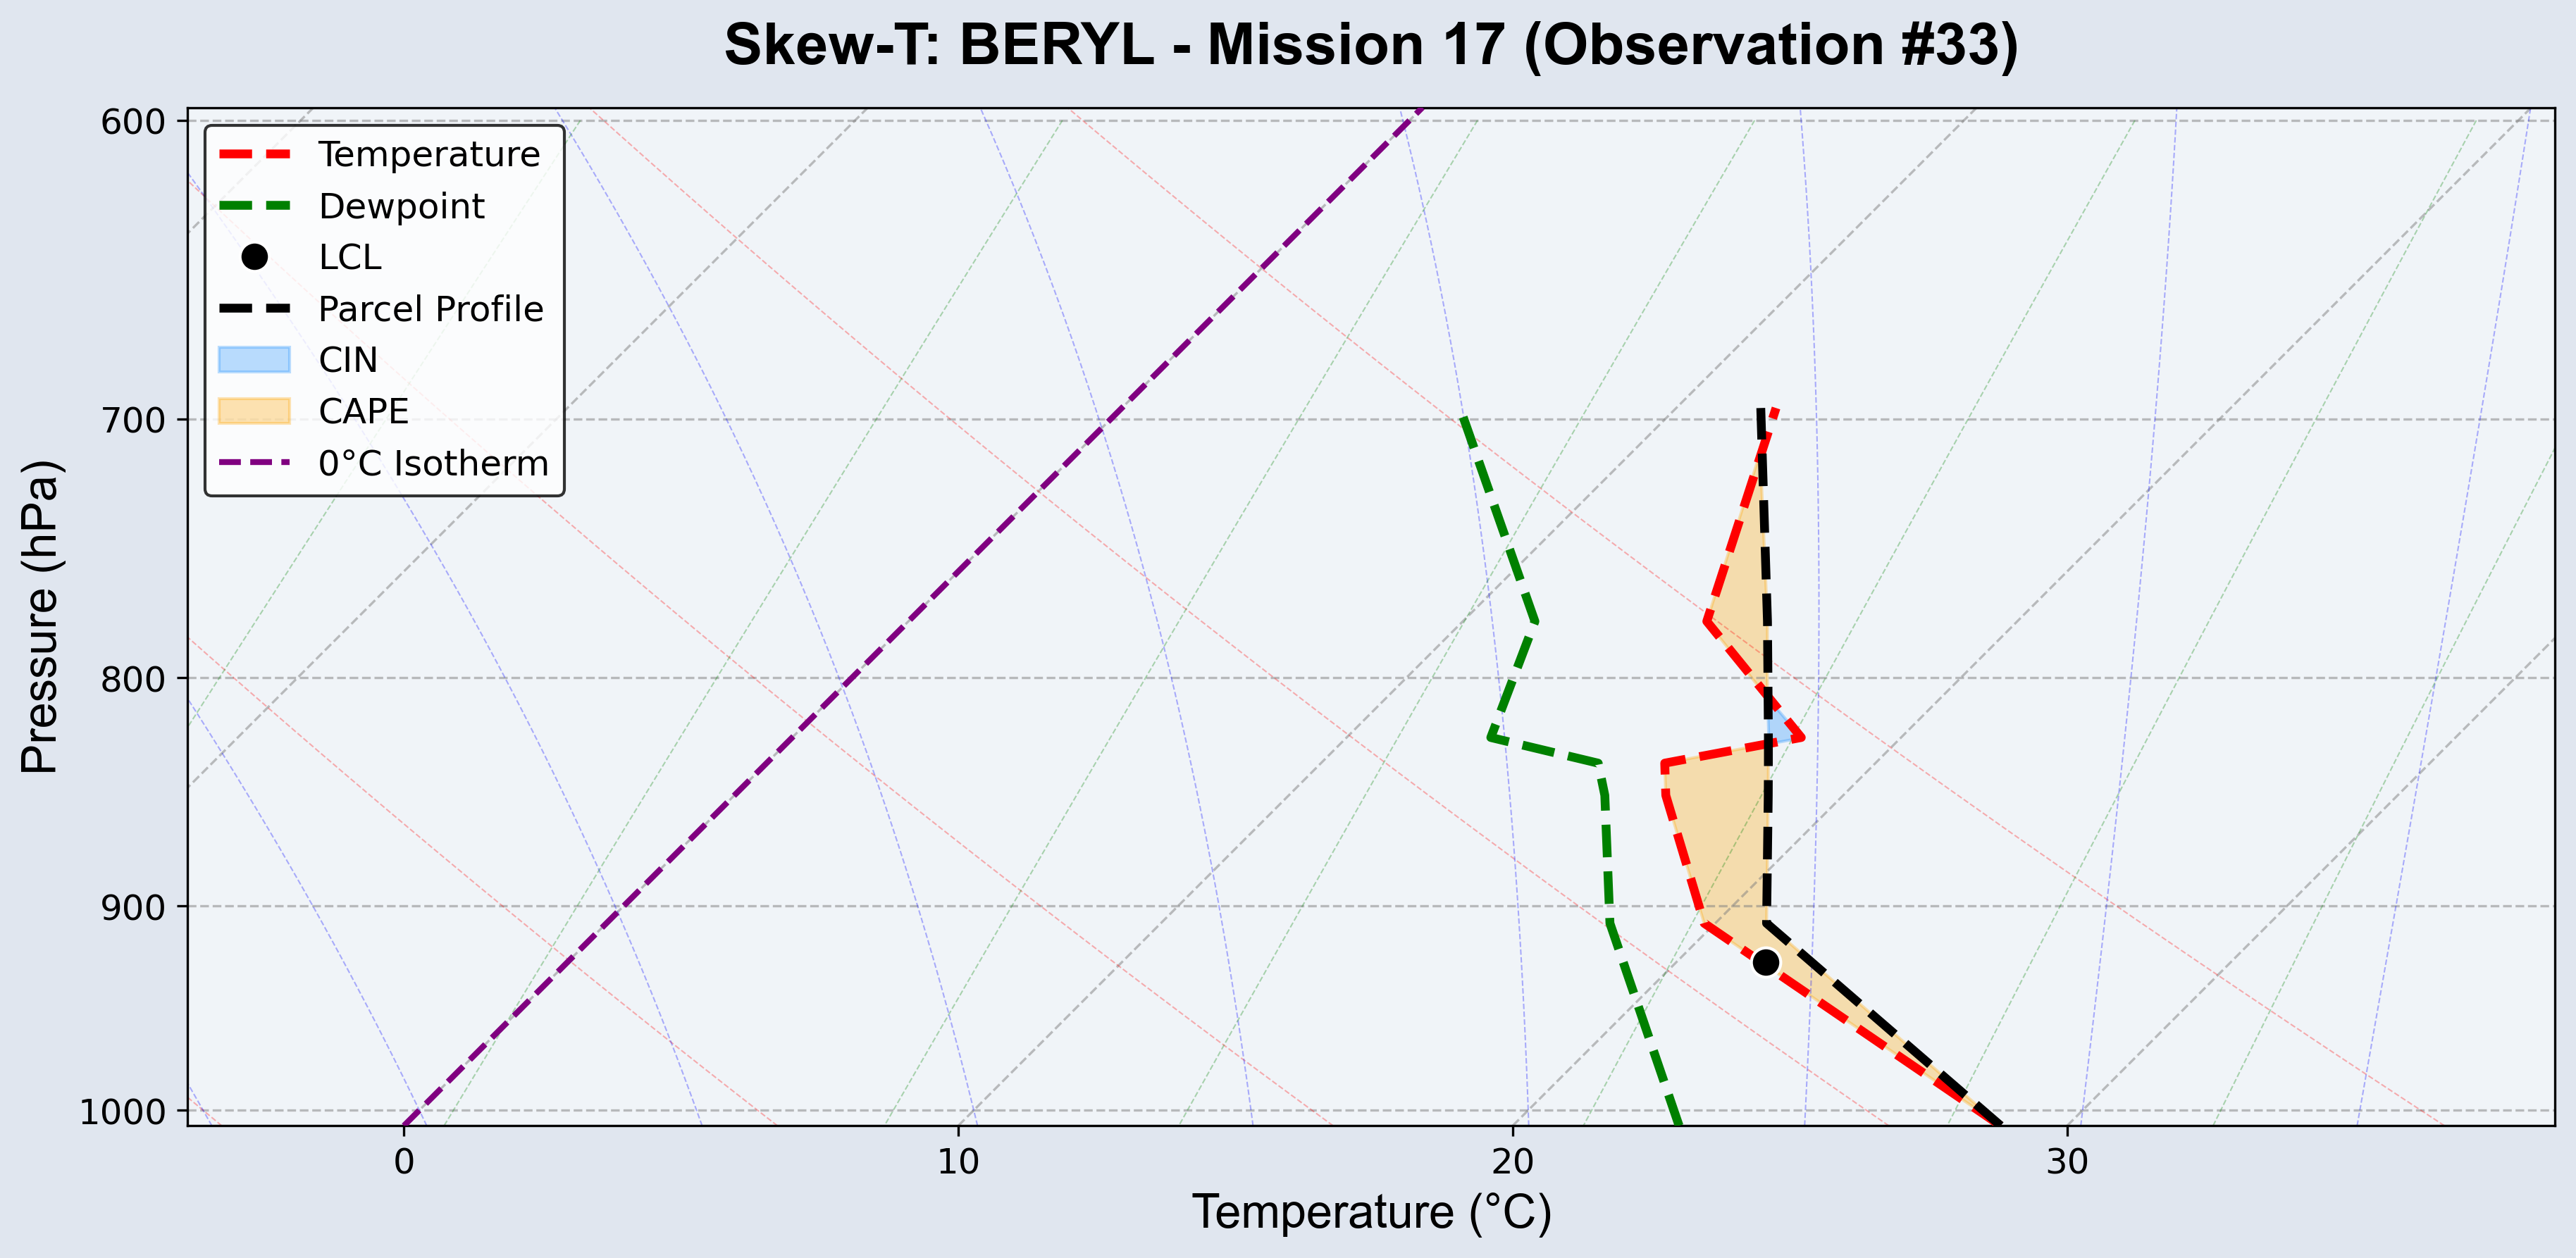 Skew-T: BERYL - Mission 17 (Observation #33)
600
700
800
900
1000
Pressure (hPa)
Temperature
Dewpoint
LCL
Parcel Profile
CIN
CAPE
0°C Isotherm
0
10
20
30
Temperature (°C)